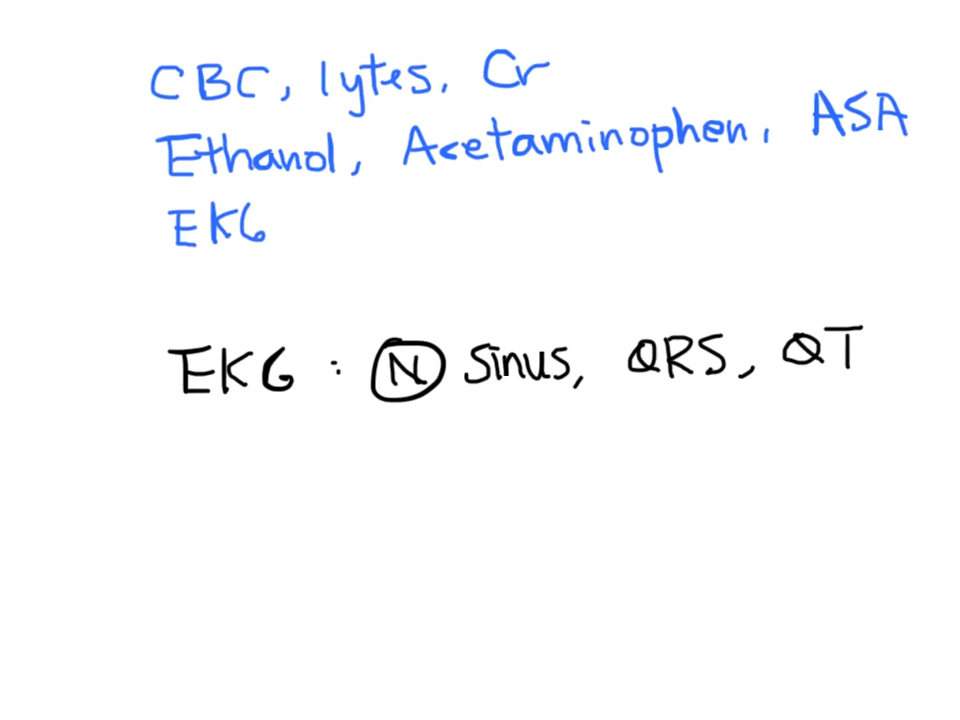 CBC, lytes, Cr
Ethanol, Acetaminophen, ASA
EKG
EKG : N Sinus, QRS, QT